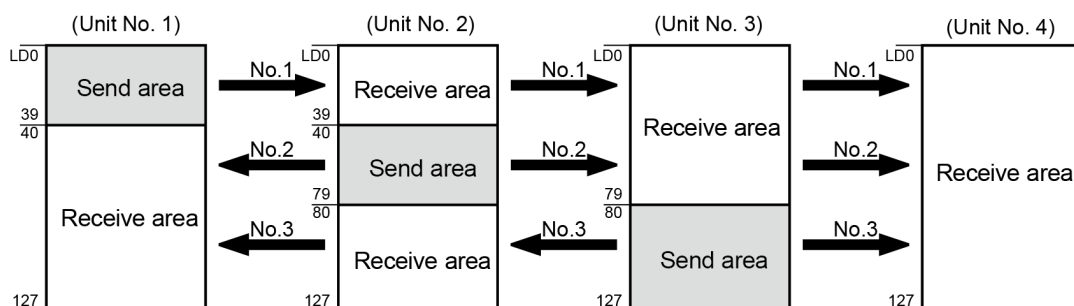 (Unit No. 1) (Unit No. 2) (Unit No. 3) (Unit No. 4)
LD0 LD0 LD0 LD0
Send area No.1 Receive area No.1 Receive area No.1 Receive area
39 39
40 40
No.2 Send area No.2 No.2
79 79
80 80
Receive area No.3 Receive area No.3 Send area No.3
127 127 127 127